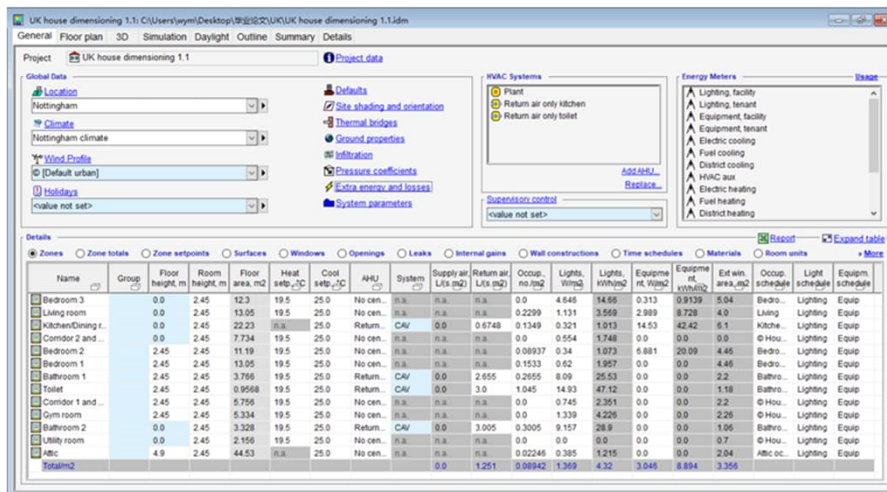 UK house dimensioning 1.1: C:\Users\wym\Desktop\毕业论文\UK\UK house dimensioning 1.1.idm
General Floor plan 3D Simulation Daylight Outline Summary Details
Project UK house dimensioning 1.1 Project data
Global Data
Location
Nottingham
Climate
Nottingham climate
Wind Profile
© [Default urban]
Holidays
<value not set>
Defaults
Site shading and orientation
Thermal bridges
Ground properties
Infiltration
Pressure coefficients
Extra energy and losses
System parameters
HVAC Systems
Plant
Return air only kitchen
Return air only toilet
Add AHU...
Replace...
Supervisory control
<value not set>
Energy Meters Usage
Lighting, facility
Lighting, tenant
Equipment, facility
Equipment, tenant
Electric cooling
Fuel cooling
District cooling
HVAC aux
Electric heating
Fuel heating
District heating
Details Report Expand table
Zones Zone totals Zone setpoints Surfaces Windows Openings Leaks Internal gains Wall constructions Time schedules Materials Room units » More
Name Group Floor height, m Room height, m Floor area, m2 Heat setp.,°C Cool setp.,°C AHU System Supply air, L/(s.m2) Return air, L/(s.m2) Occup., no./m2 Lights, W/m2 Lights, kWh/m2 Equipme nt, W/m2 Equipme nt, kWh/m2 Ext win. area, m2 Occup. schedule Light schedule Equipm. schedule
Bedroom 3 0.0 2.45 12.3 19.5 25.0 No cen... n.a. n.a. n.a. 0.0 4.646 14.66 0.313 0.9139 5.04 Bedro... Lighting Equip
Living room 0.0 2.45 13.05 19.5 25.0 No cen... n.a. n.a. n.a. 0.2299 1.131 3.569 2.989 8.728 4.0 Living Lighting Equip
Kitchen/Dining r... 0.0 2.45 22.23 n.a. 25.0 Return... CAV 0.0 0.6748 0.1349 0.321 1.013 14.53 42.42 6.1 Kitche... Lighting Equip
Corridor 2 and ... 0.0 2.45 7.734 19.5 25.0 No cen... n.a. n.a. n.a. 0.0 0.554 1.748 0.0 0.0 0.0 © Hou... Lighting Equip
Bedroom 2 2.45 2.45 11.19 19.5 25.0 No cen... n.a. n.a. n.a. 0.08937 0.34 1.073 6.881 20.09 4.46 Bedro... Lighting Equip
Bedroom 1 2.45 2.45 13.05 19.5 25.0 No cen... n.a. n.a. n.a. 0.1533 0.62 1.957 0.0 0.0 4.46 Bedro... Lighting Equip
Bathroom 1 2.45 2.45 3.766 19.5 25.0 Return... CAV 0.0 2.655 0.2655 8.09 25.53 0.0 0.0 2.2 Bathro... Lighting Equip
Toilet 2.45 2.45 0.9568 19.5 25.0 Return... CAV 0.0 3.0 1.045 14.93 47.12 0.0 0.0 1.18 Bathro... Lighting Equip
Corridor 1 and ... 2.45 2.45 5.756 19.5 25.0 No cen... n.a. n.a. n.a. 0.0 0.745 2.351 0.0 0.0 2.2 © Hou... Lighting Equip
Gym room 2.45 2.45 5.334 19.5 25.0 No cen... n.a. n.a. n.a. 0.0 1.339 4.226 0.0 0.0 2.26 © Hou... Lighting Equip
Bathroom 2 0.0 2.45 3.328 19.5 25.0 Return... CAV 0.0 3.005 0.3005 9.157 28.9 0.0 0.0 1.06 Bathro... Lighting Equip
Utility room 0.0 2.45 2.156 19.5 25.0 No cen... n.a. n.a. n.a. 0.0 0.0 0.0 0.0 0.0 0.7 © Hou... Lighting Equip
Attic 4.9 2.45 44.53 n.a. 25.0 No cen... n.a. n.a. n.a. 0.02246 0.385 1.215 0.0 0.0 2.04 Attic oc... Lighting Equip
Total/m2 0.0 1.251 0.08942 1.369 4.32 3.046 8.894 3.356